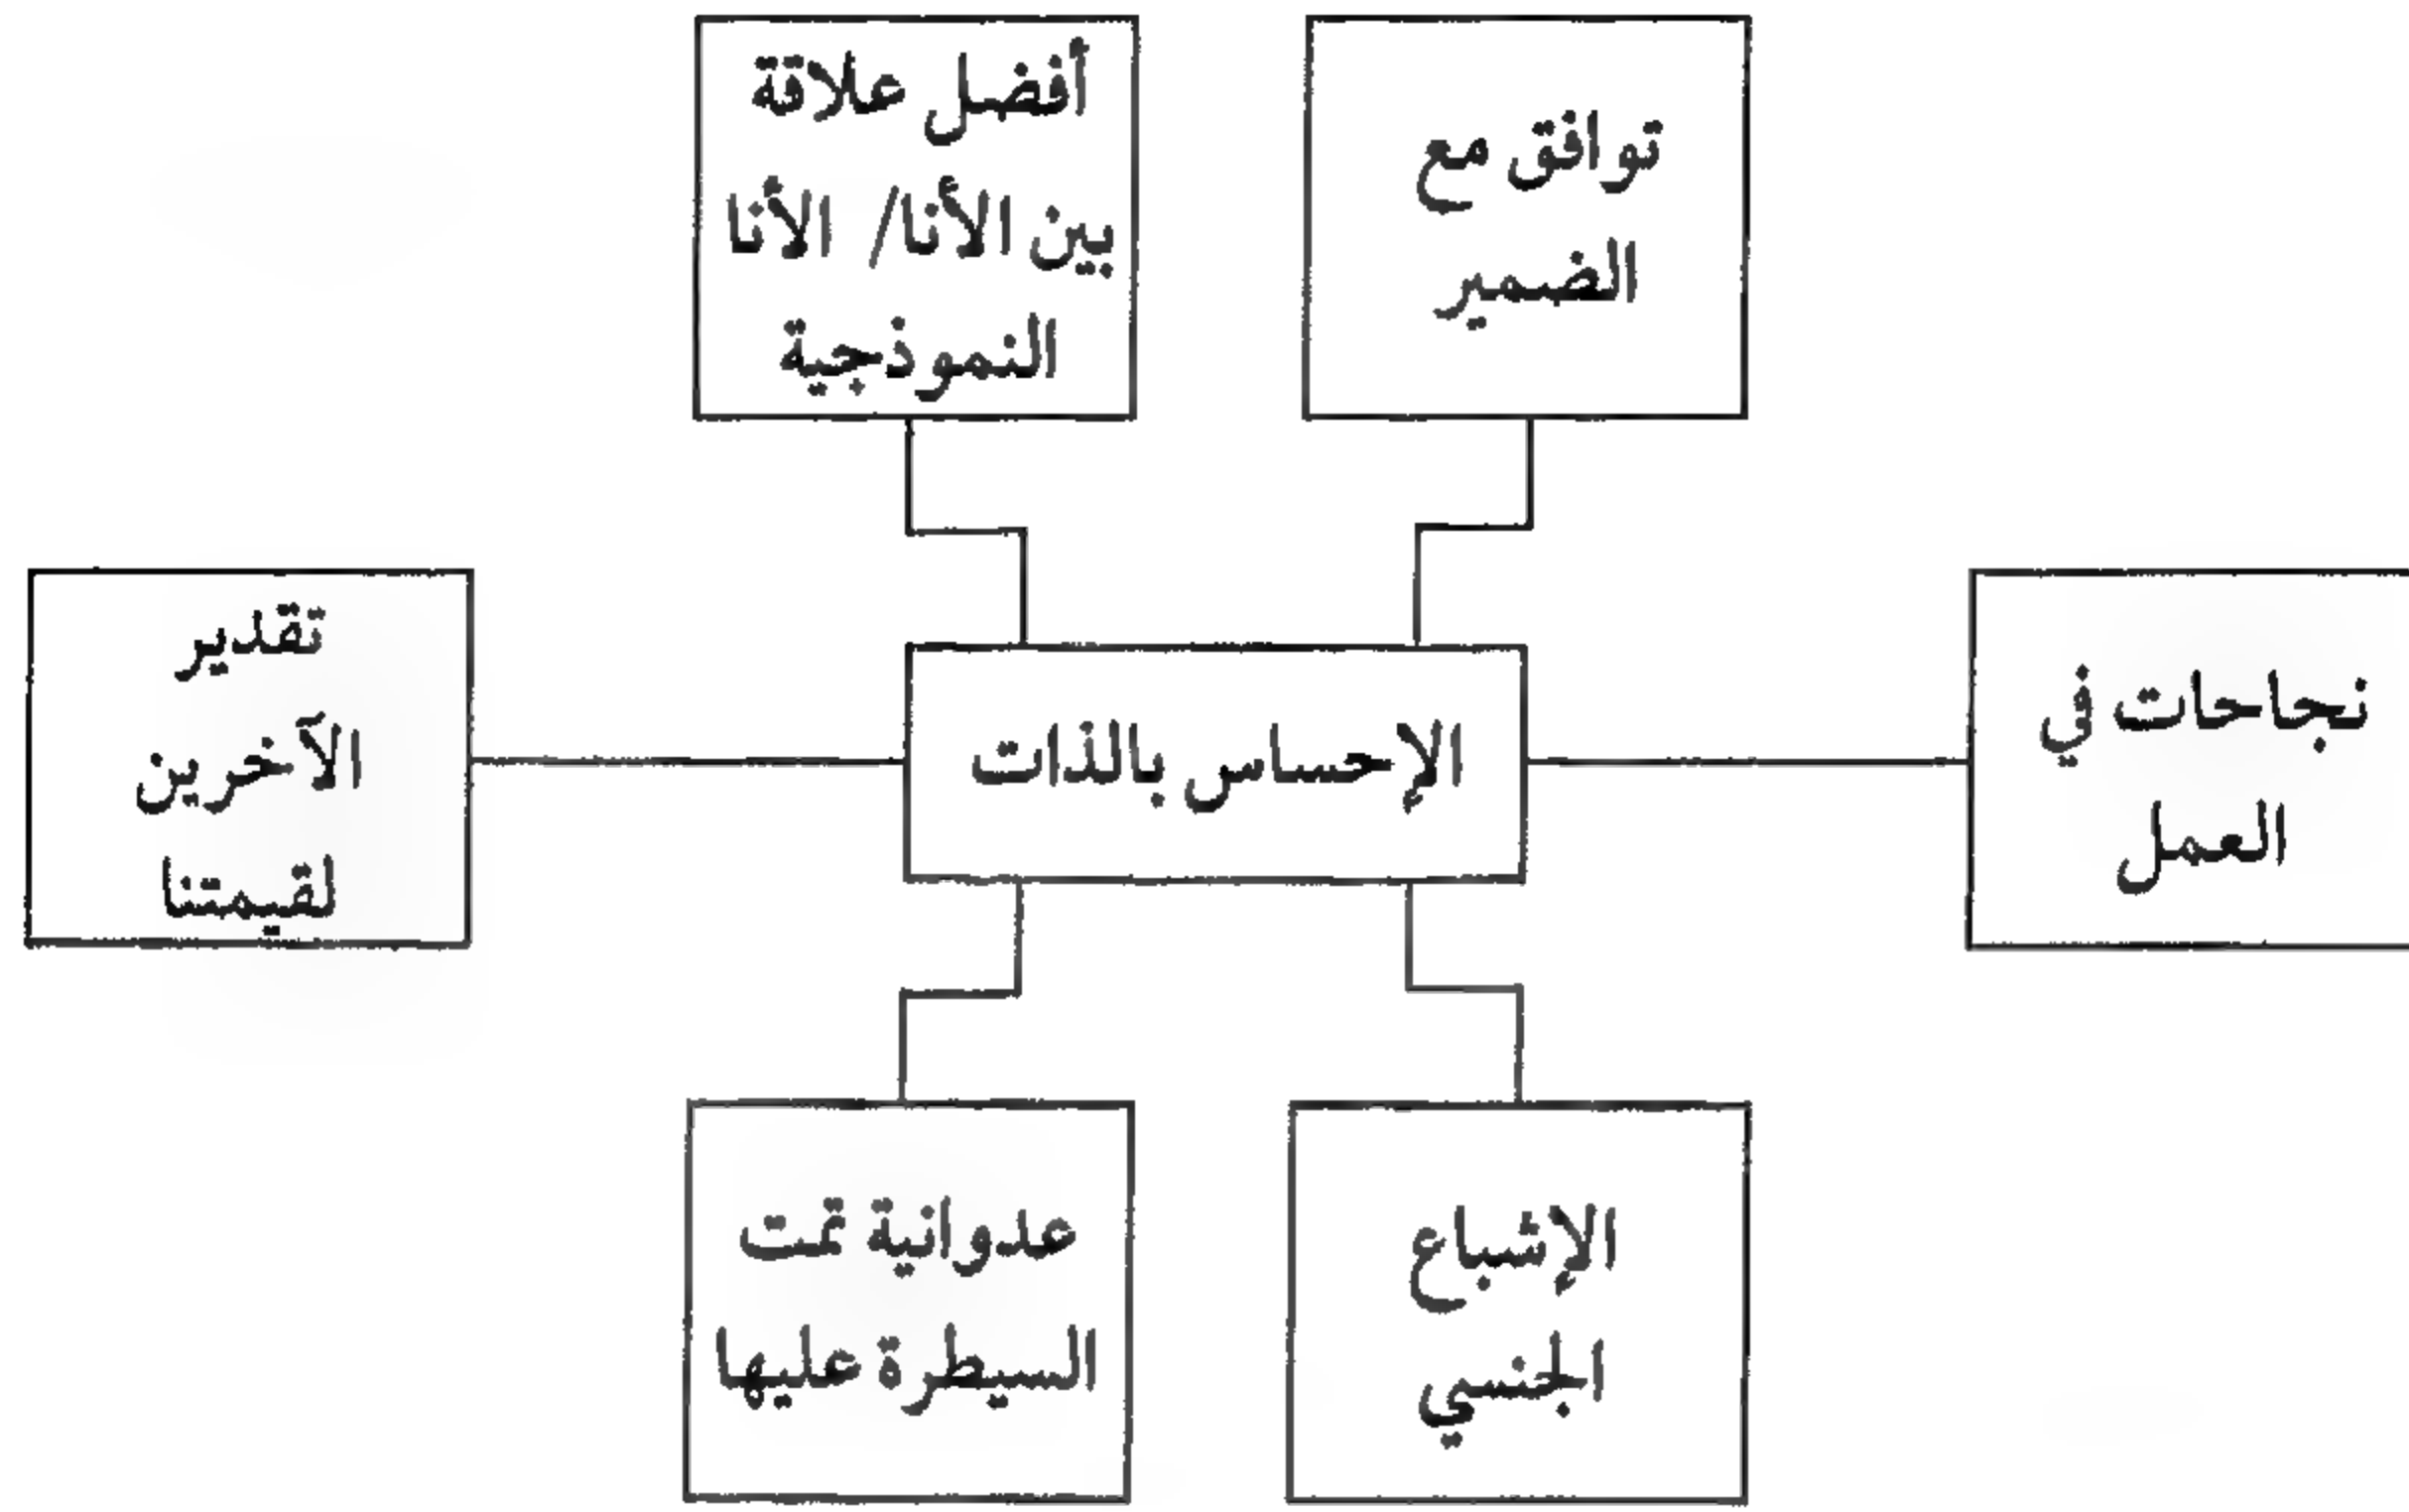 توافق مع
الضمير
أفضل علاقة
بين الأنا/ الأنا
النموذجية
نجاحات في
العمل
الإحساس بالذات
تقدير
الآخرين
لقيمتنا
الإشباع
الجنسي
عدوانية تمت
السيطرة عليها